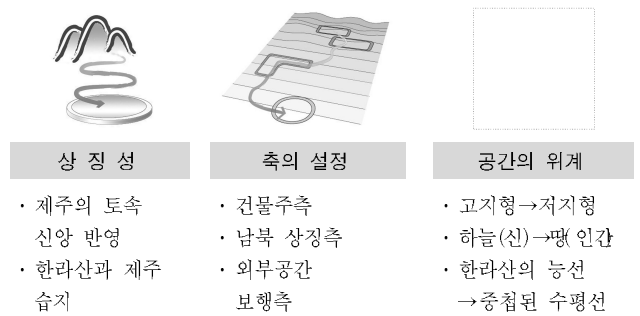 상 징 성
· 제주의 토속
신앙 반영
· 한라산과 제주
습지
축의 설정
· 건물주축
· 남북 상징축
· 외부공간
보행축
공간의 위계
· 고지형→저지형
· 하늘(신)→땅(인간
· 한라산의 능선
→중첩된 수평선